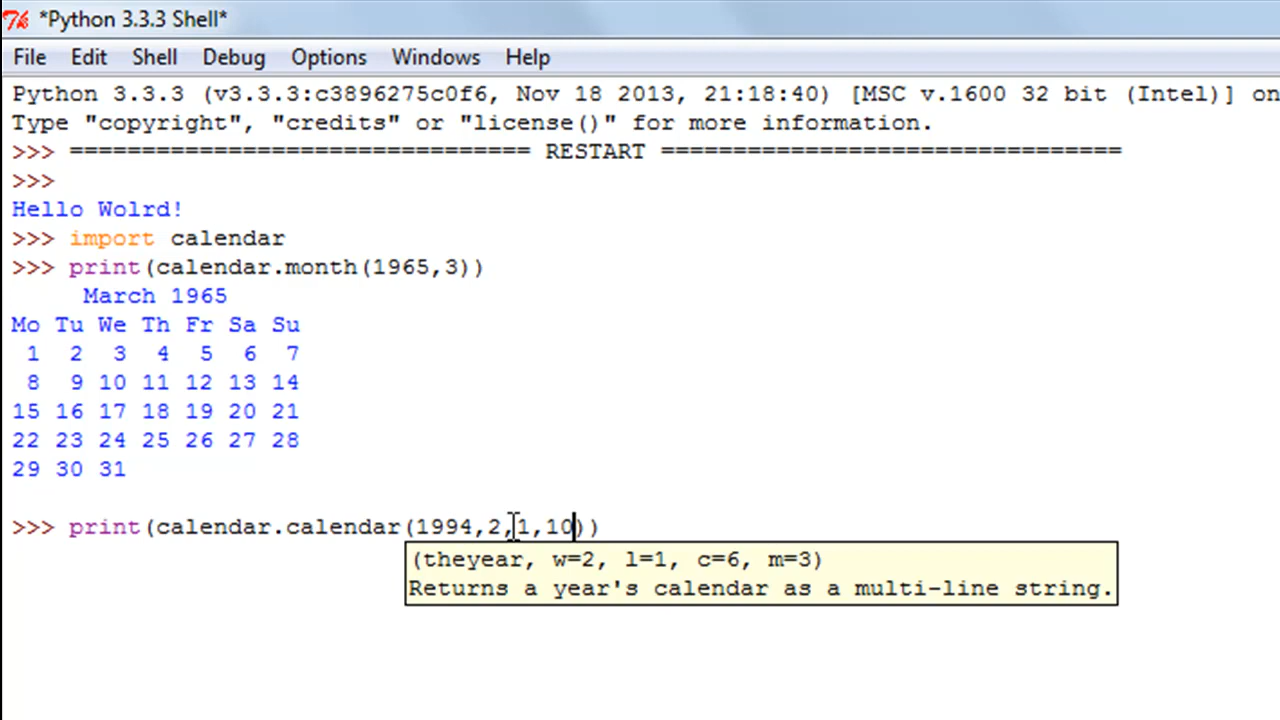 *Python 3.3.3 Shell*
File Edit Shell Debug Options Windows Help
Python 3.3.3 (v3.3.3:c3896275c0f6, Nov 18 2013, 21:18:40) [MSC v.1600 32 bit (Intel)] on
Type "copyright", "credits" or "license()" for more information.
>>> ================================ RESTART ================================
>>>
Hello Wolrd!
>>> import calendar
>>> print(calendar.month(1965,3))
     March 1965
Mo Tu We Th Fr Sa Su
 1  2  3  4  5  6  7
 8  9 10 11 12 13 14
15 16 17 18 19 20 21
22 23 24 25 26 27 28
29 30 31
>>> print(calendar.calendar(1994,2,1,10))
(theyear, w=2, l=1, c=6, m=3)
Returns a year's calendar as a multi-line string.